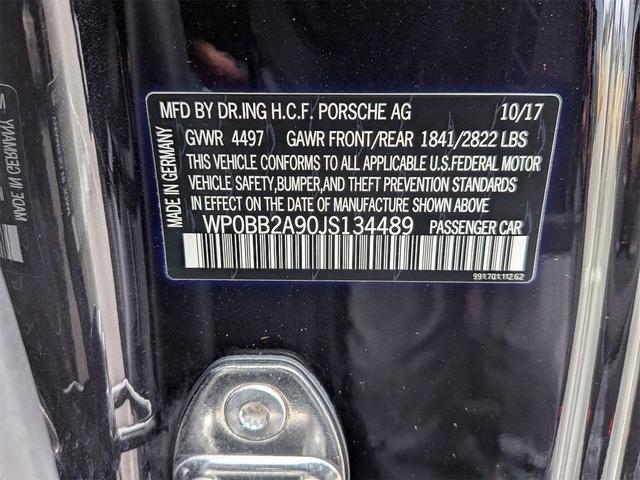 MFD BY DR.ING H.C.F. PORSCHE AG 10/17
GVWR 4497 GAWR FRONT/REAR 1841/2822 LBS
THIS VEHICLE CONFORMS TO ALL APPLICABLE U.S.FEDERAL MOTOR
VEHICLE SAFETY,BUMPER,AND THEFT PREVENTION STANDARDS
IN EFFECT ON THE DATE OF MANUFACTURE SHOWN ABOVE
WP0BB2A90JS134489 PASSENGER CAR
991.701.112.62
MADE IN GERMANY
MADE IN GERMANY